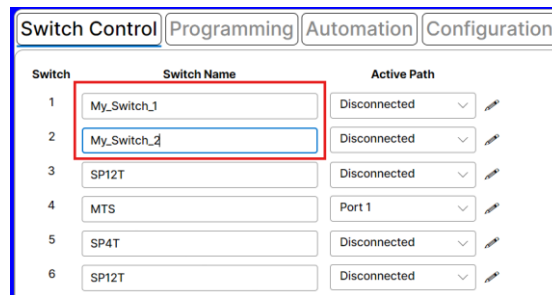 Switch Control Programming Automation Configuration
Switch Switch Name Active Path
1 My_Switch_1 Disconnected
2 My_Switch_2 Disconnected
3 SP12T Disconnected
4 MTS Port 1
5 SP4T Disconnected
6 SP12T Disconnected